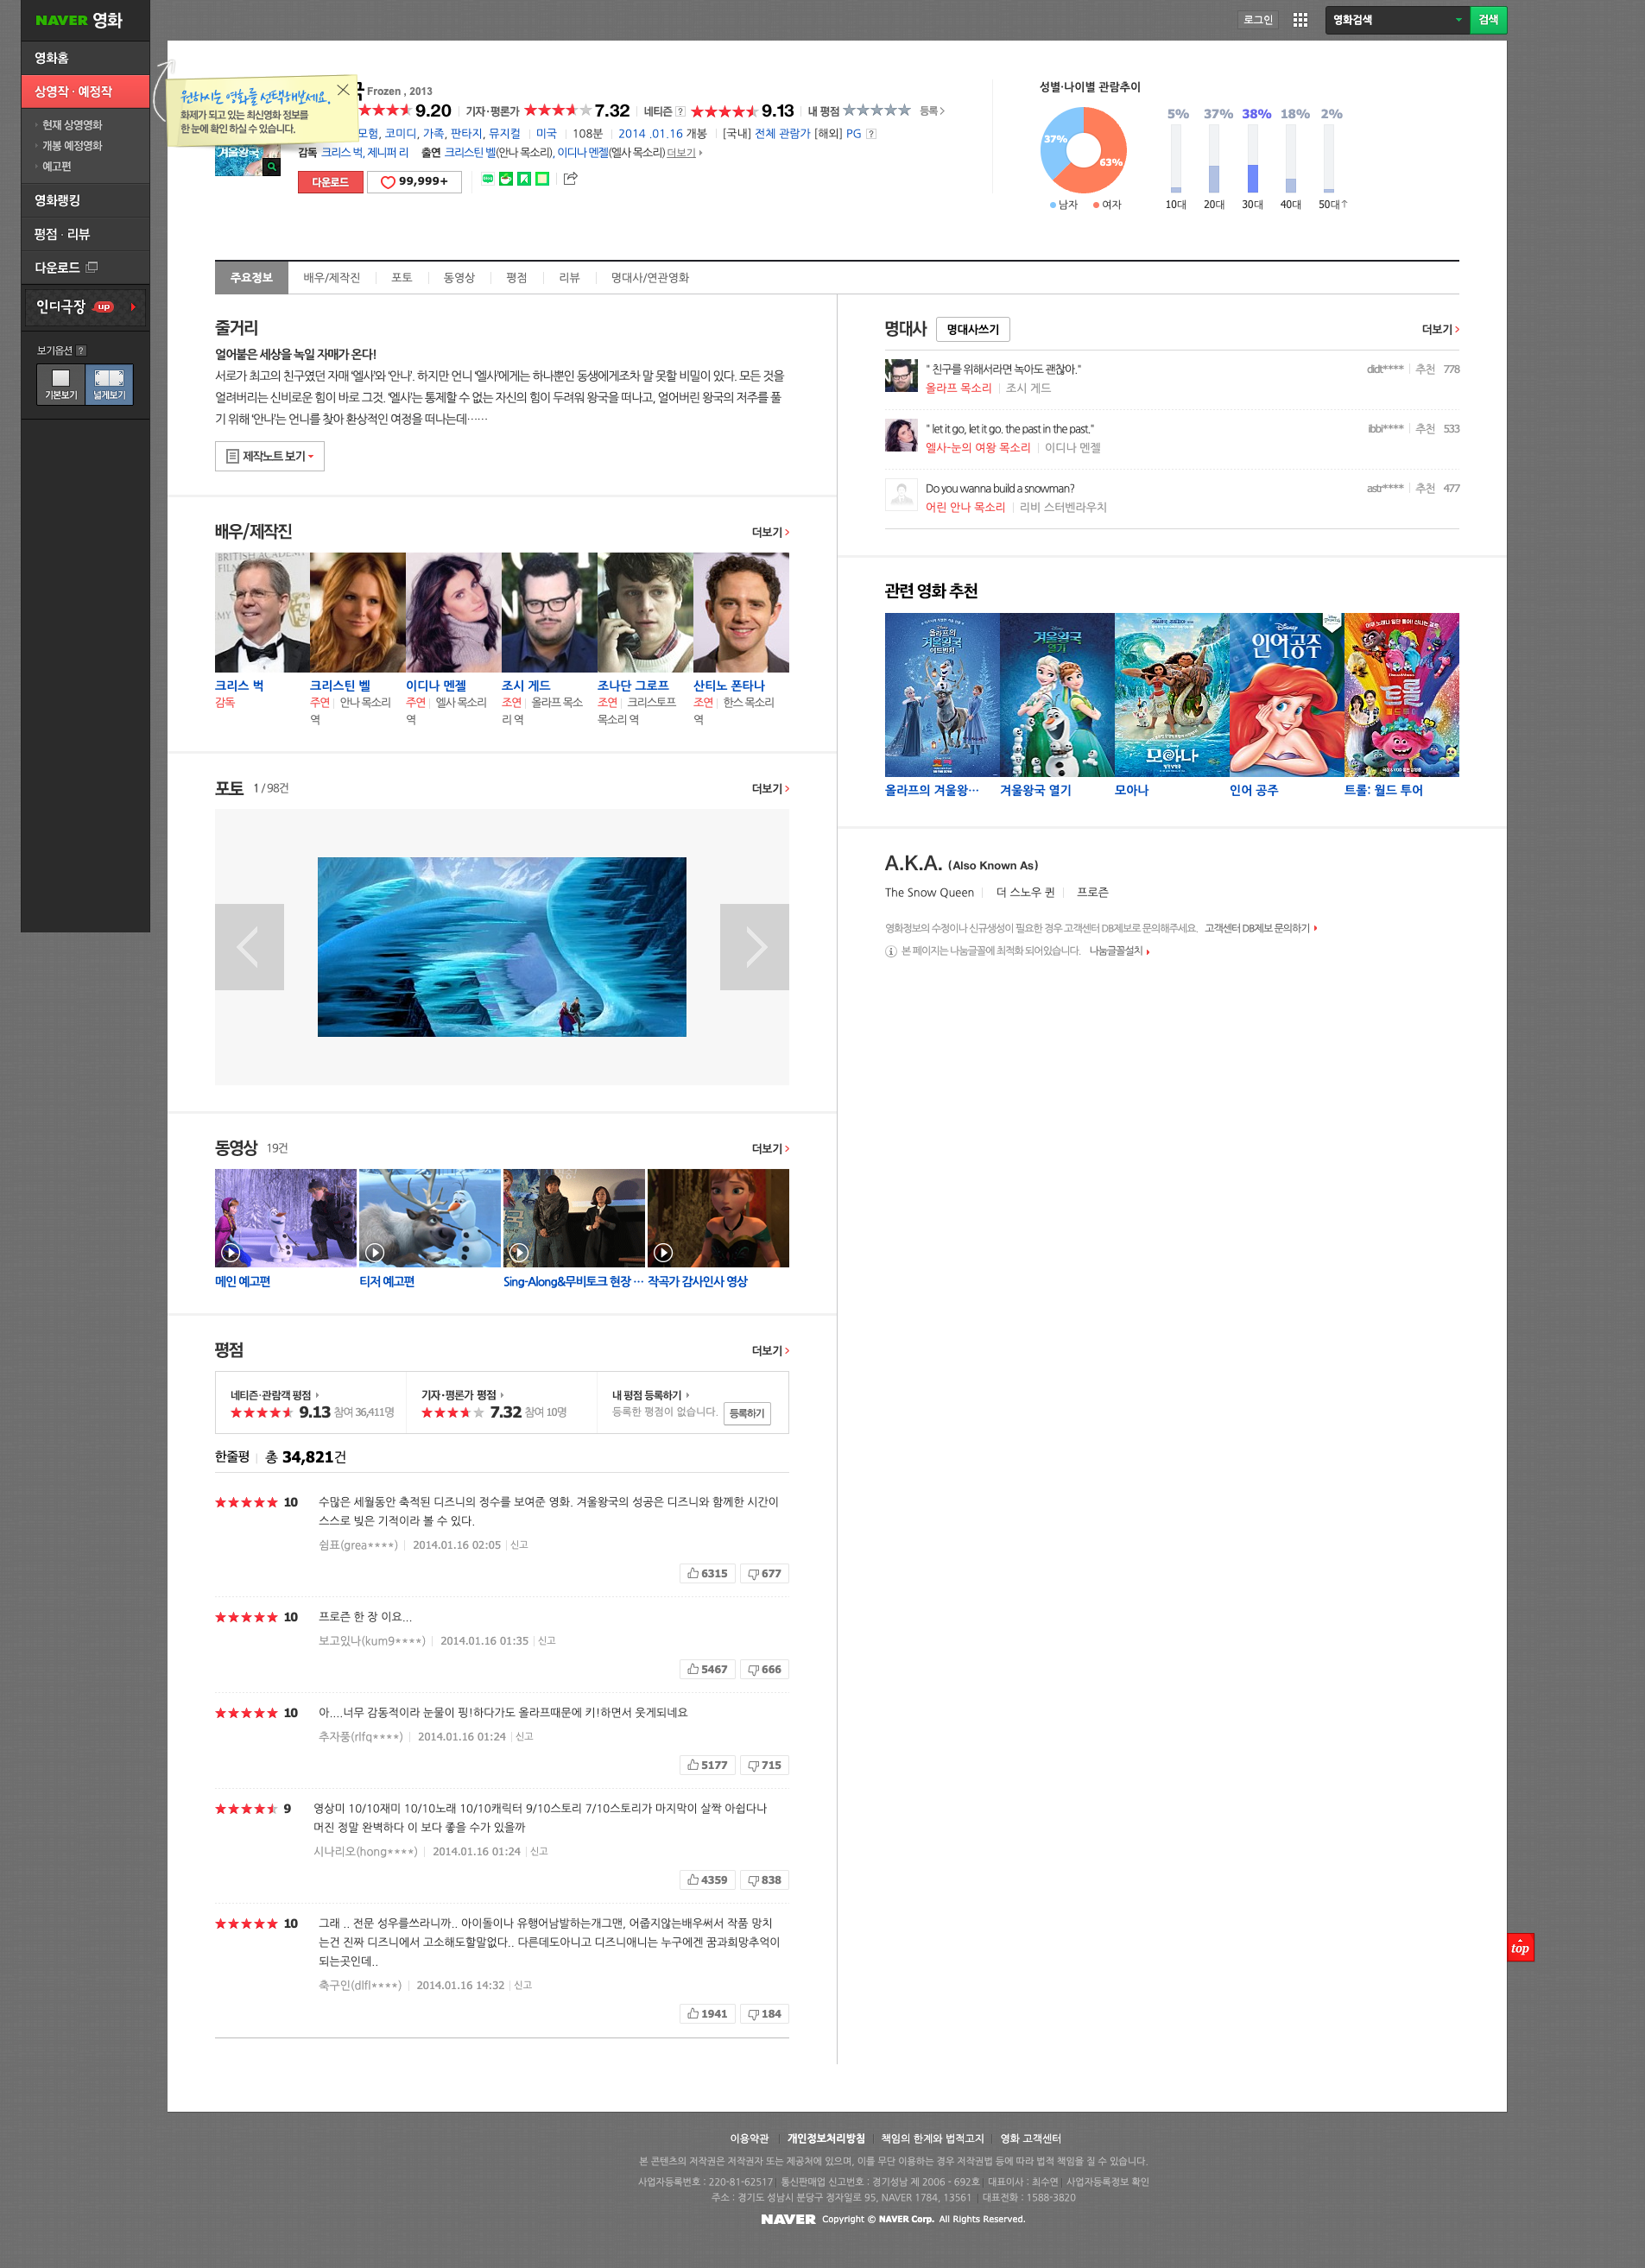 NAVER 영화
로그인
영화검색
검색
영화홈
상영작 · 예정작
현재 상영영화
개봉 예정영화
예고편
영화랭킹
평점 · 리뷰
다운로드
인디극장 up
보기옵션 ?
기본보기 넓게보기
원하시는 영화를 선택해보세요.
화제가 되고 있는 최신영화 정보를
한 눈에 확인 하실 수 있습니다.
Frozen , 2013
9.20 기자·평론가 7.32 네티즌 ? 9.13 내 평점 등록
모험, 코미디, 가족, 판타지, 뮤지컬 미국 108분 2014 .01.16 개봉 [국내] 전체 관람가 [해외] PG ?
감독 크리스 벅, 제니퍼 리 출연 크리스틴 벨(안나 목소리), 이디나 멘젤(엘사 목소리) 더보기
겨울왕국
다운로드 99,999+
성별·나이별 관람추이
37% 63%
남자 여자
5% 37% 38% 18% 2%
10대 20대 30대 40대 50대↑
주요정보 배우/제작진 포토 동영상 평점 리뷰 명대사/연관영화
줄거리
얼어붙은 세상을 녹일 자매가 온다!
서로가 최고의 친구였던 자매 '엘사'와 '안나'. 하지만 언니 '엘사'에게는 하나뿐인 동생에게조차 말 못할 비밀이 있다. 모든 것을
얼려버리는 신비로운 힘이 바로 그것. '엘사'는 통제할 수 없는 자신의 힘이 두려워 왕국을 떠나고, 얼어버린 왕국의 저주를 풀
기 위해 '안나'는 언니를 찾아 환상적인 여정을 떠나는데……
제작노트 보기
배우/제작진 더보기
크리스 벅
감독
크리스틴 벨
주연 안나 목소리
역
이디나 멘젤
주연 엘사 목소리
역
조시 게드
조연 올라프 목소
리 역
조나단 그로프
조연 크리스토프
목소리 역
산티노 폰타나
조연 한스 목소리
역
포토 1 / 98건 더보기
동영상 19건 더보기
메인 예고편
티저 예고편
Sing-Along&무비토크 현장 …
작곡가 감사인사 영상
평점 더보기
네티즌·관람객 평점
9.13 참여 36,411명
기자·평론가 평점
7.32 참여 10명
내 평점 등록하기
등록한 평점이 없습니다. 등록하기
한줄평 총 34,821건
10 수많은 세월동안 축적된 디즈니의 정수를 보여준 영화. 겨울왕국의 성공은 디즈니와 함께한 시간이
스스로 빚은 기적이라 볼 수 있다.
쉼표(grea****) 2014.01.16 02:05 신고
6315 677
10 프로즌 한 장 이요...
보고있나(kum9****) 2014.01.16 01:35 신고
5467 666
10 아....너무 감동적이라 눈물이 핑!하다가도 올라프때문에 키!하면서 웃게되네요
추자풍(rlfq****) 2014.01.16 01:24 신고
5177 715
9 영상미 10/10재미 10/10노래 10/10캐릭터 9/10스토리 7/10스토리가 마지막이 살짝 아쉽다나
머진 정말 완벽하다 이 보다 좋을 수가 있을까
시나리오(hong****) 2014.01.16 01:24 신고
4359 838
10 그래 .. 전문 성우를쓰라니까.. 아이돌이나 유행어남발하는개그맨, 어줍지않는배우써서 작품 망치
는건 진짜 디즈니에서 고소해도할말없다.. 다른데도아니고 디즈니애니는 누구에겐 꿈과희망추억이
되는곳인데..
축구인(dlfl****) 2014.01.16 14:32 신고
1941 184
명대사 명대사쓰기 더보기
" 친구를 위해서라면 녹아도 괜찮아." didt**** 추천 778
올라프 목소리 조시 게드
" let it go, let it go. the past in the past." ibbi**** 추천 533
엘사-눈의 여왕 목소리 이디나 멘젤
Do you wanna build a snowman? astr**** 추천 477
어린 안나 목소리 리비 스터벤라우치
관련 영화 추천
올라프의 겨울왕국 어드벤처
겨울왕국 열기
모아나
Disney 인어공주
트롤 월드 투어
올라프의 겨울왕…
겨울왕국 열기
모아나
인어 공주
트롤: 월드 투어
A.K.A. (Also Known As)
The Snow Queen 더 스노우 퀸 프로즌
영화정보의 수정이나 신규생성이 필요한 경우 고객센터 DB제보로 문의해주세요. 고객센터 DB제보 문의하기
본 페이지는 나눔글꼴에 최적화 되어있습니다. 나눔글꼴설치
top
이용약관 개인정보처리방침 책임의 한계와 법적고지 영화 고객센터
본 콘텐츠의 저작권은 저작권자 또는 제공처에 있으며, 이를 무단 이용하는 경우 저작권법 등에 따라 법적 책임을 질 수 있습니다.
사업자등록번호 : 220-81-62517 통신판매업 신고번호 : 경기성남 제 2006 - 692호 대표이사 : 최수연 사업자등록정보 확인
주소 : 경기도 성남시 분당구 정자일로 95, NAVER 1784, 13561 대표전화 : 1588-3820
NAVER Copyright © NAVER Corp. All Rights Reserved.